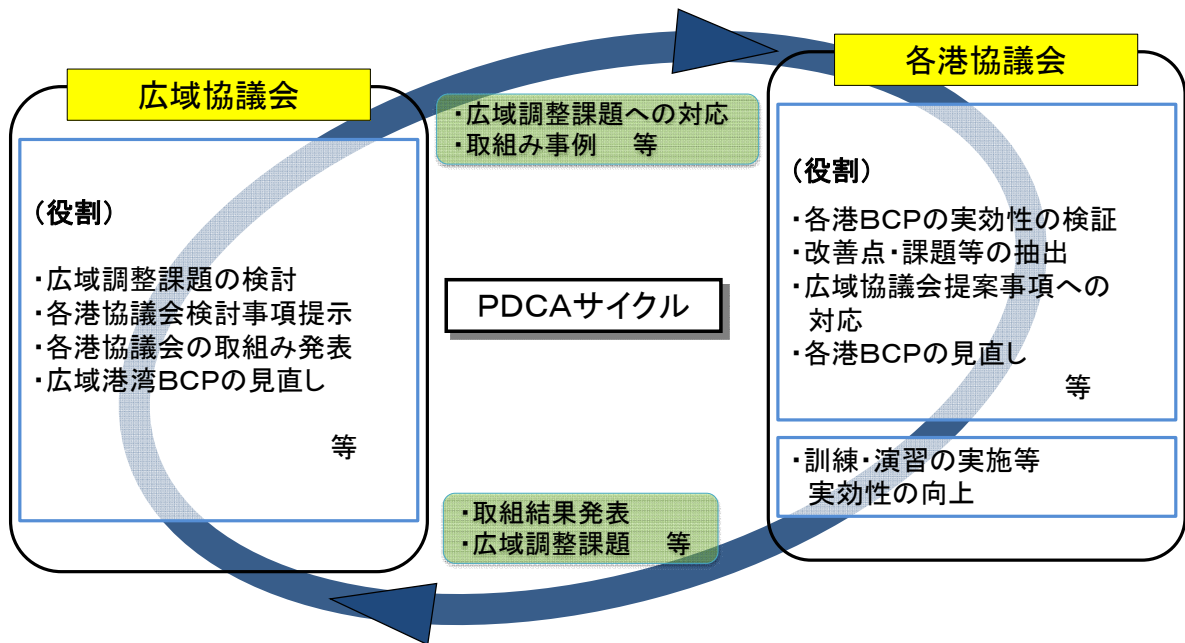 広域協議会
(役割)
・広域調整課題の検討
・各港協議会検討事項提示
・各港協議会の取組み発表
・広域港湾BCPの見直し
等
・広域調整課題への対応
・取組み事例 等
PDCAサイクル
・取組結果発表
・広域調整課題 等
各港協議会
(役割)
・各港BCPの実効性の検証
・改善点・課題等の抽出
・広域協議会提案事項への
対応
・各港BCPの見直し
等
・訓練・演習の実施等
実効性の向上